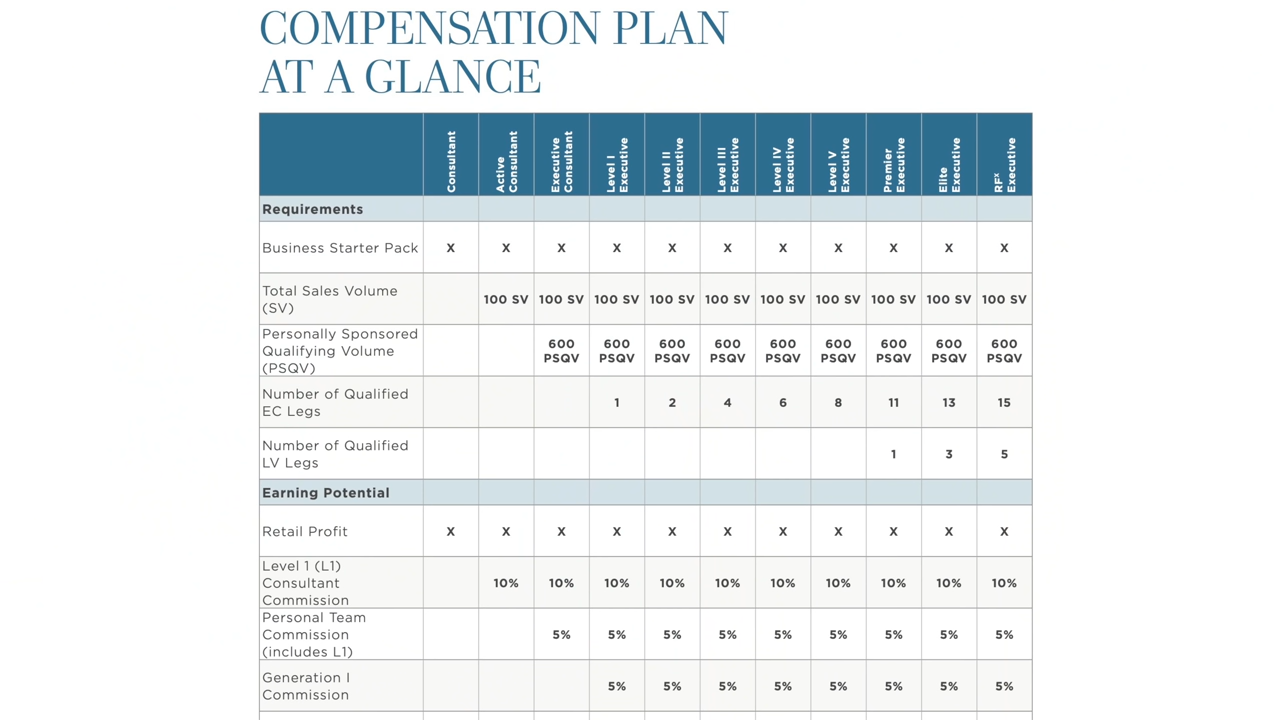 COMPENSATION PLAN
AT A GLANCE
Consultant
Active
Consultant
Executive
Consultant
Level I
Executive
Level II
Executive
Level III
Executive
Level IV
Executive
Level V
Executive
Premier
Executive
Elite
Executive
RFx
Executive
Requirements
Business Starter Pack X X X X X X X X X X X
Total Sales Volume
(SV)
100 SV 100 SV 100 SV 100 SV 100 SV 100 SV 100 SV 100 SV 100 SV 100 SV
Personally Sponsored
Qualifying Volume
(PSQV)
600 600 600 600 600 600 600 600 600
PSQV PSQV PSQV PSQV PSQV PSQV PSQV PSQV PSQV
Number of Qualified
EC Legs
1 2 4 6 8 11 13 15
Number of Qualified
LV Legs
1 3 5
Earning Potential
Retail Profit X X X X X X X X X X X
Level 1 (L1)
Consultant
Commission
10% 10% 10% 10% 10% 10% 10% 10% 10% 10%
Personal Team
Commission
(includes L1)
5% 5% 5% 5% 5% 5% 5% 5% 5%
Generation I
Commission
5% 5% 5% 5% 5% 5% 5% 5%